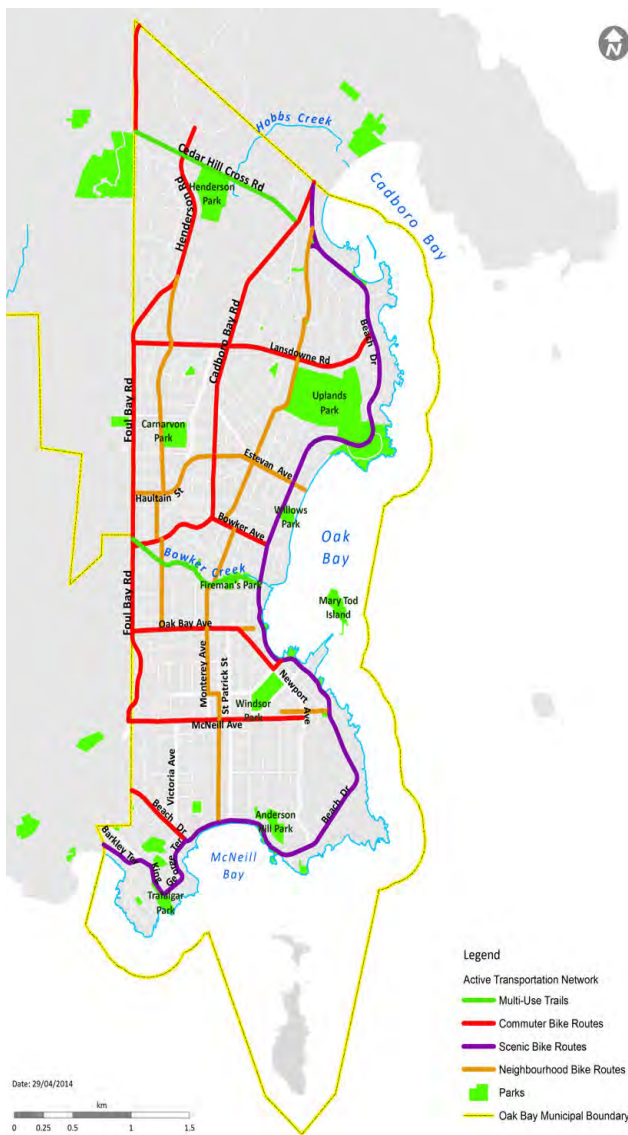 N
Hobbs Creek
Cedar Hill Cross Rd
Henderson
Park
Henderson Rd
Cadboro Bay
Cadboro Bay Rd
Beach Dr
Lansdowne Rd
Uplands
Park
Foul Bay Rd
Carnarvon
Park
Estevan Ave
Haultain St
Willows
Park
Bowker Ave
Oak
Bay
Bowker Creek
Fireman's Park
Foul Bay Rd
Mary Tod
Island
Oak Bay Ave
Monterey Ave
St Patrick St
Newport Ave
Windsor
Park
McNeill Ave
Victoria Ave
Beach Dr
Beach Dr
Anderson
Hill Park
Barkley Ter
King George Ter
McNeill
Bay
Trafalgar
Park
Legend
Active Transportation Network
Multi-Use Trails
Commuter Bike Routes
Scenic Bike Routes
Neighbourhood Bike Routes
Parks
Oak Bay Municipal Boundary
Date: 29/04/2014
km
0 0.25 0.5 1 1.5